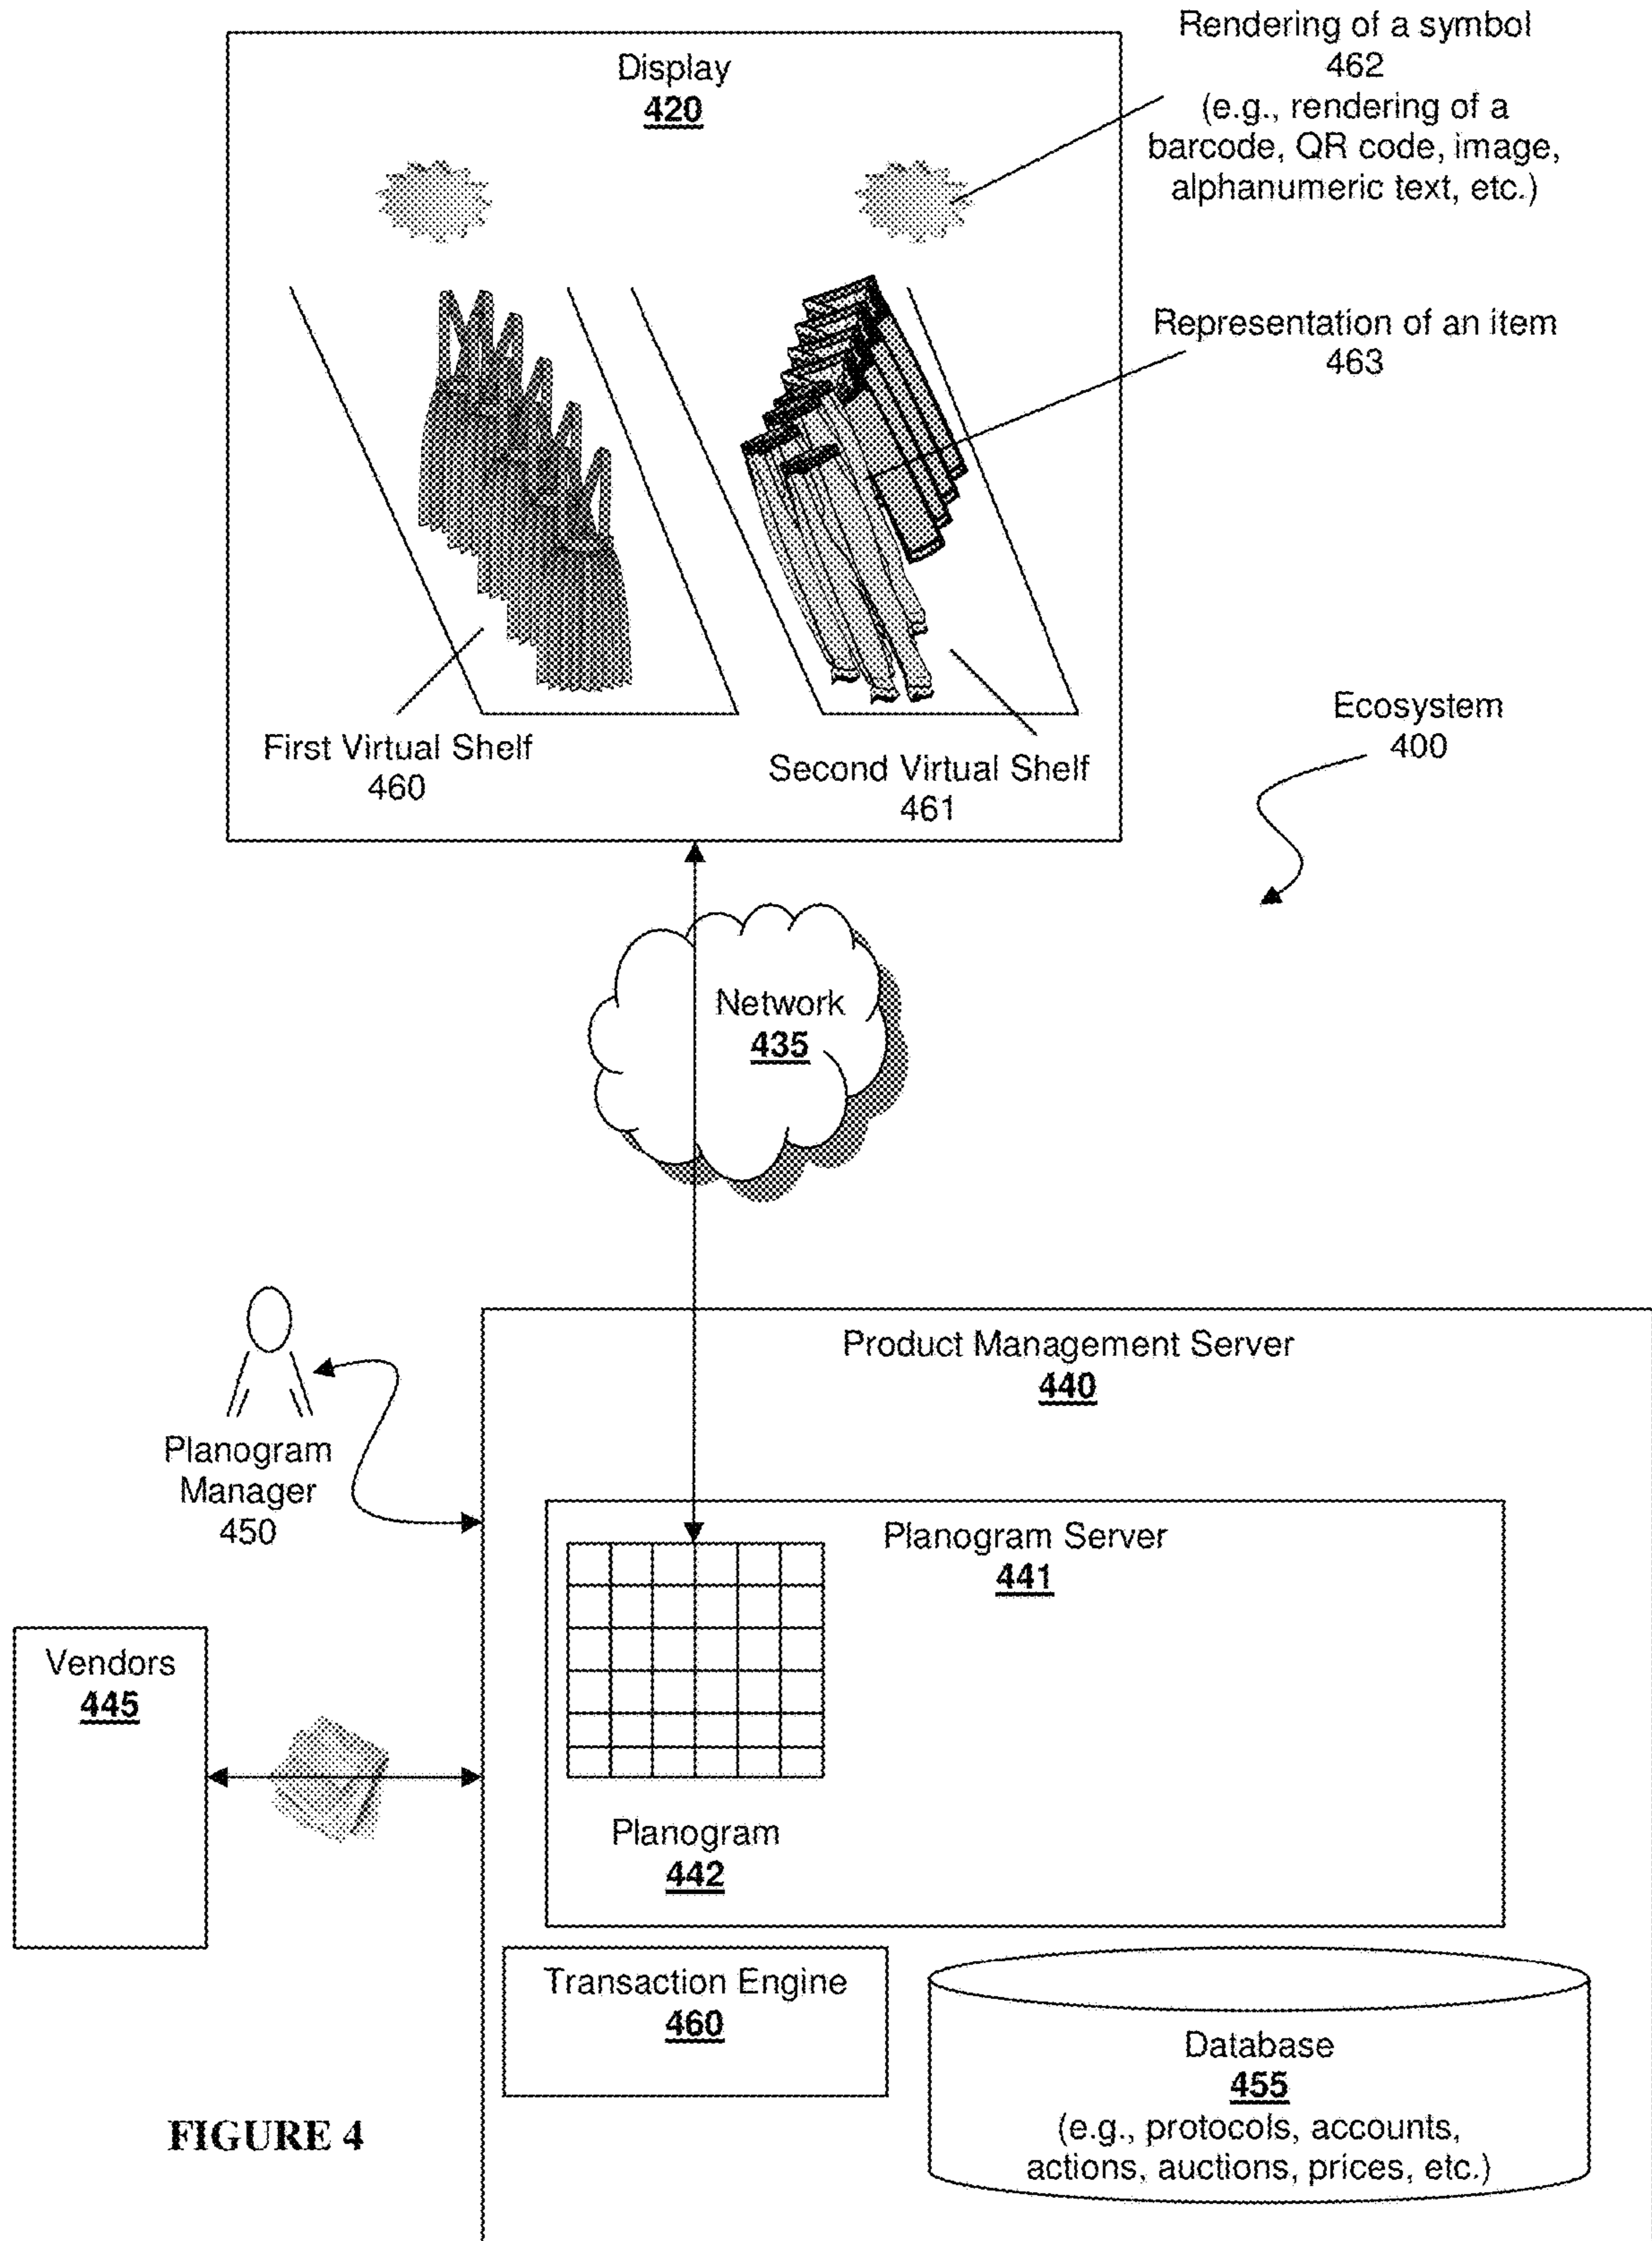 Rendering of a symbol
462
(e.g., rendering of a
barcode, QR code, image,
alphanumeric text, etc.)
Display
420
Representation of an item
463
First Virtual Shelf
460
Second Virtual Shelf
461
Ecosystem
400
Network
435
Product Management Server
440
Planogram
Manager
450
Planogram Server
441
Vendors
445
Planogram
442
Transaction Engine
460
Database
455
(e.g., protocols, accounts,
actions, auctions, prices, etc.)
FIGURE 4